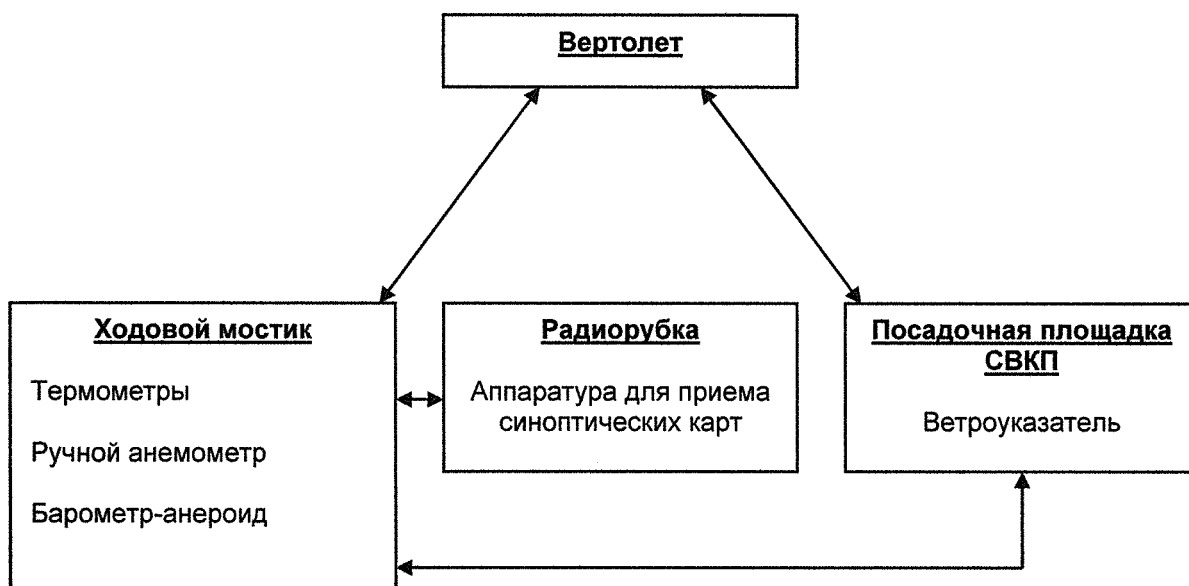 Вертолет
Ходовой мостик
Термометры
Ручной анемометр
Барометр-анероид
Радиорубка
Аппаратура для приема
синоптических карт
Посадочная площадка
СВКП
Ветроуказатель